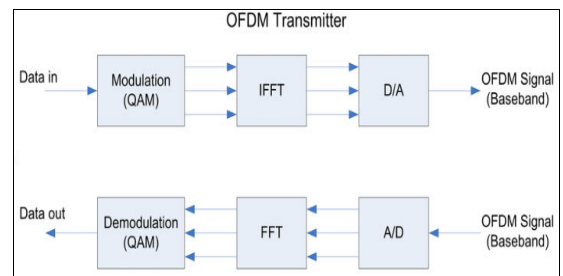 OFDM Transmitter
Data in
Modulation
(QAM)
IFFT
D/A
OFDM Signal
(Baseband)
Data out
Demodulation
(QAM)
FFT
A/D
OFDM Signal
(Baseband)